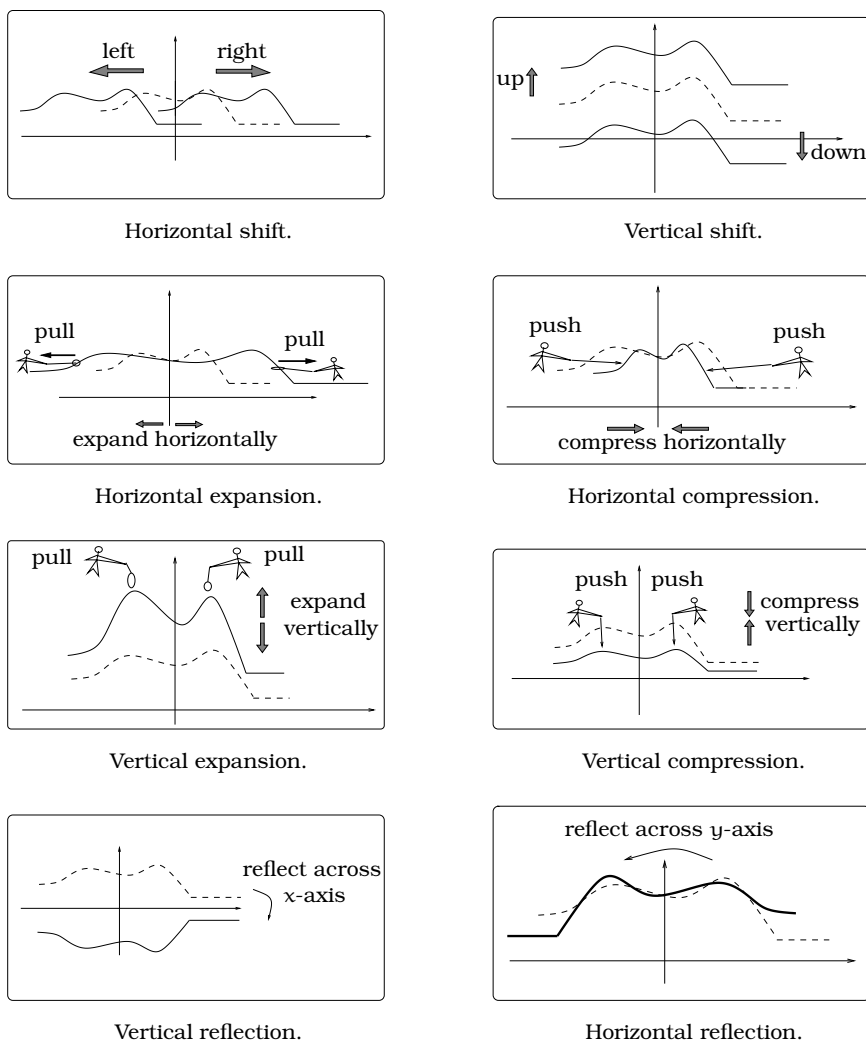 left right
up
down
Horizontal shift.
Vertical shift.
pull pull
expand horizontally
push push
compress horizontally
Horizontal expansion.
Horizontal compression.
pull pull
expand
vertically
push push
compress
vertically
Vertical expansion.
Vertical compression.
reflect across
x-axis
reflect across y-axis
Vertical reflection.
Horizontal reflection.